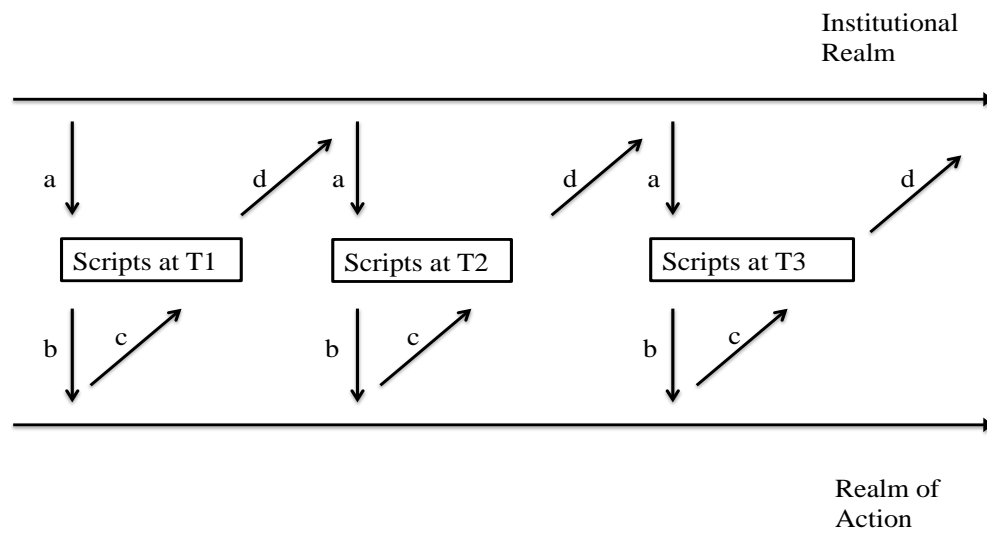 Institutional
Realm
a
d
a
d
a
d
Scripts at T1
Scripts at T2
Scripts at T3
b
c
b
c
b
c
Realm of
Action